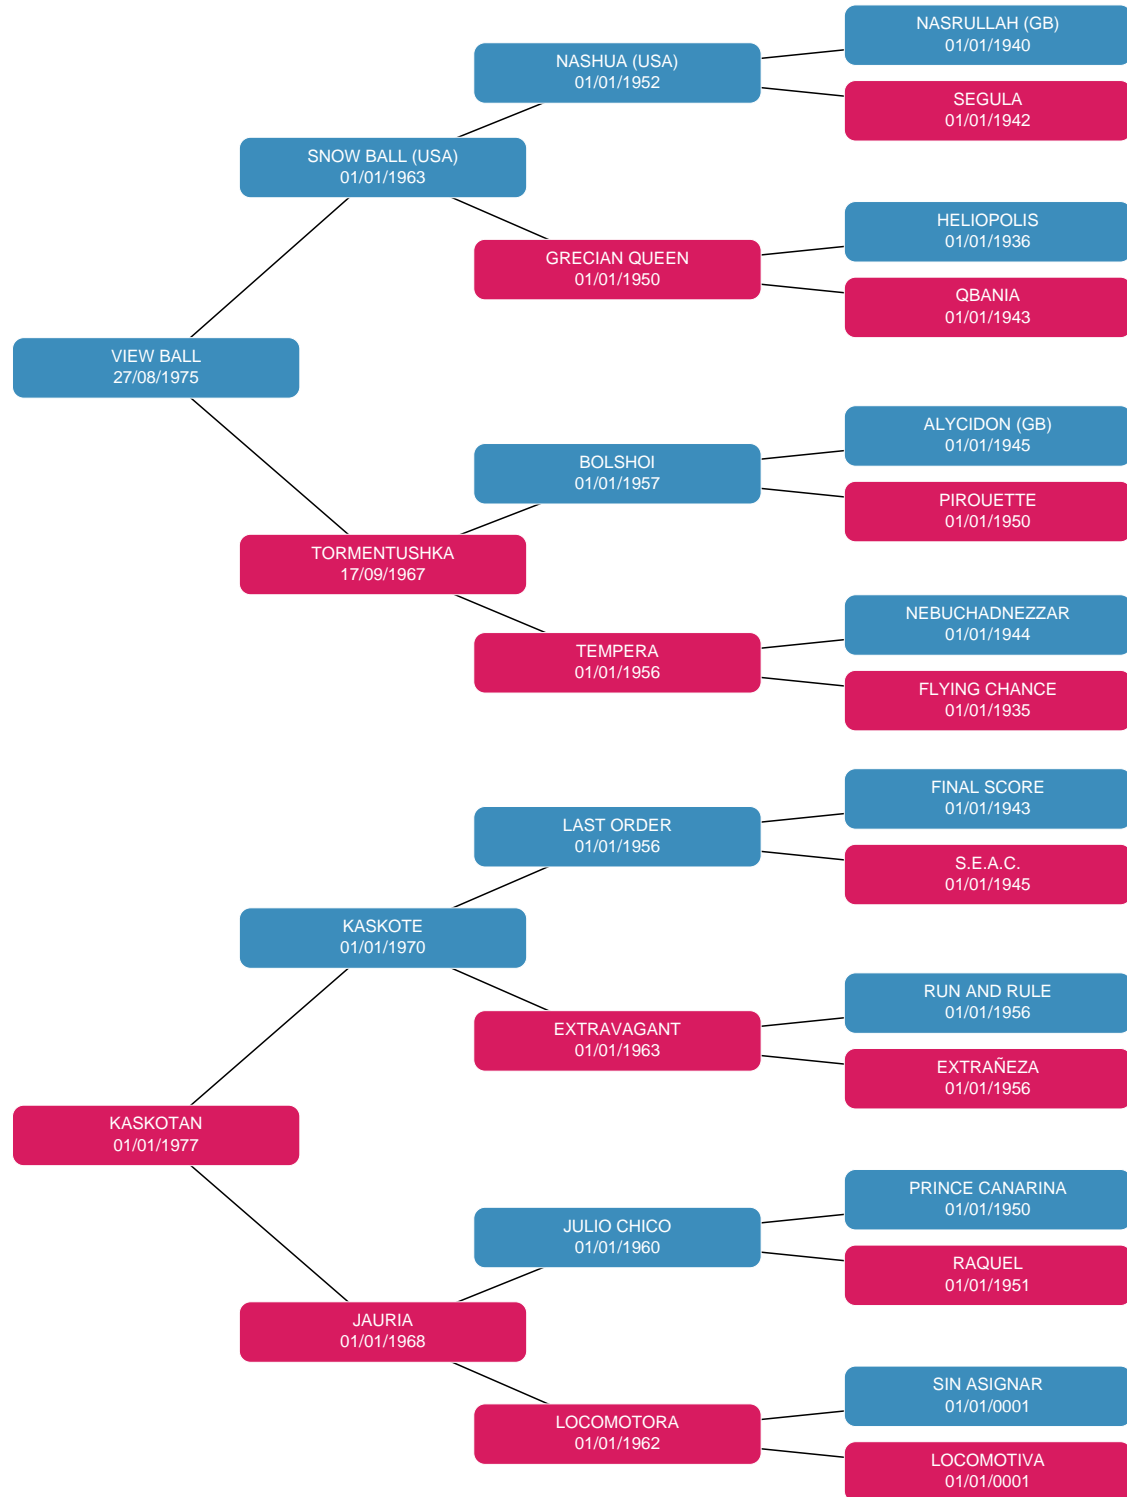 NASRULLAH (GB)
01/01/1940
NASHUA (USA)
01/01/1952
SEGULA
01/01/1942
SNOW BALL (USA)
01/01/1963
HELIOPOLIS
01/01/1936
GRECIAN QUEEN
01/01/1950
QBANIA
01/01/1943
VIEW BALL
27/08/1975
ALYCIDON (GB)
01/01/1945
BOLSHOI
01/01/1957
PIROUETTE
01/01/1950
TORMENTUSHKA
17/09/1967
NEBUCHADNEZZAR
01/01/1944
TEMPERA
01/01/1956
FLYING CHANCE
01/01/1935
FINAL SCORE
01/01/1943
LAST ORDER
01/01/1956
S.E.A.C.
01/01/1945
KASKOTE
01/01/1970
RUN AND RULE
01/01/1956
EXTRAVAGANT
01/01/1963
EXTRAÑEZA
01/01/1956
KASKOTAN
01/01/1977
PRINCE CANARINA
01/01/1950
JULIO CHICO
01/01/1960
RAQUEL
01/01/1951
JAURIA
01/01/1968
SIN ASIGNAR
01/01/0001
LOCOMOTORA
01/01/1962
LOCOMOTIVA
01/01/0001